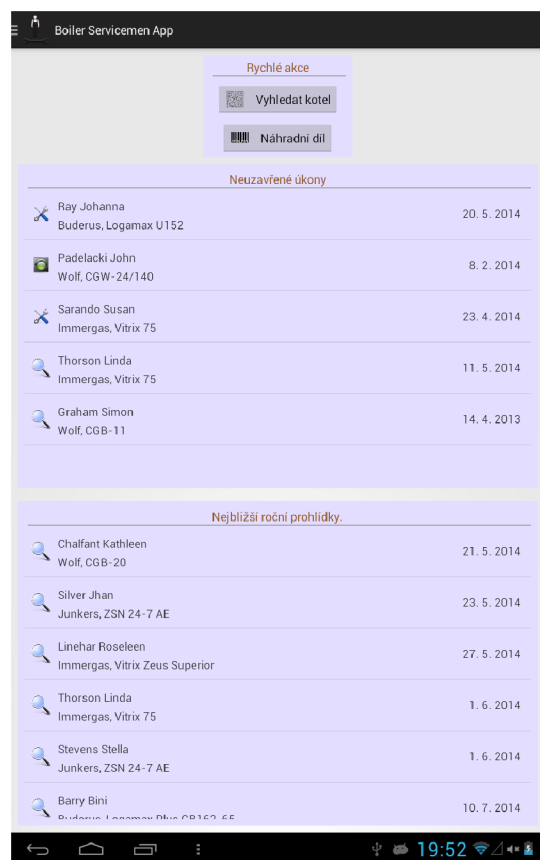 Boiler Servicemen App
Rychlé akce
Vyhledat kotel
Náhradní díl
Neuzavřené úkony
Ray Johanna
Buderus, Logamax U152
20. 5. 2014
Padelacki John
Wolf, CGW-24/140
8. 2. 2014
Sarando Susan
Immergas, Vitrix 75
23. 4. 2014
Thorson Linda
Immergas, Vitrix 75
11. 5. 2014
Graham Simon
Wolf, CGB-11
14. 4. 2013
Nejbližší roční prohlídky.
Chalfant Kathleen
Wolf, CGB-20
21. 5. 2014
Silver Jhan
Junkers, ZSN 24-7 AE
23. 5. 2014
Linehar Roseleen
Immergas, Vitrix Zeus Superior
27. 5. 2014
Thorson Linda
Immergas, Vitrix 75
1. 6. 2014
Stevens Stella
Junkers, ZSN 24-7 AE
1. 6. 2014
Barry Bini
Buderus, Logamax Plus GB162-65
10. 7. 2014
19:52